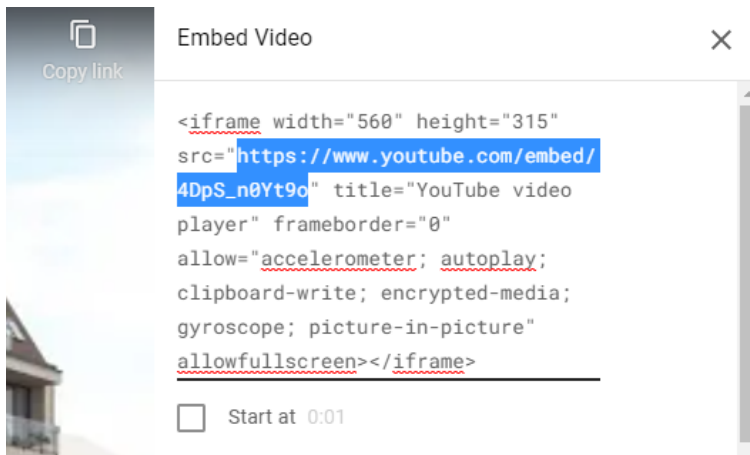 Copy link
Embed Video
<iframe width="560" height="315"
src="https://www.youtube.com/embed/
4DpS_n0Yt9o" title="YouTube video
player" frameborder="0"
allow="accelerometer; autoplay;
clipboard-write; encrypted-media;
gyroscope; picture-in-picture"
allowfullscreen></iframe>
Start at 0:01